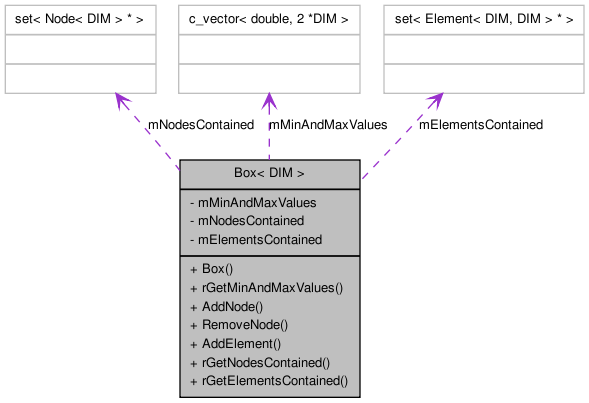 set< Node< DIM > * >
c_vector< double, 2 *DIM >
set< Element< DIM, DIM > * >
mNodesContained
mMinAndMaxValues
mElementsContained
Box< DIM >
- mMinAndMaxValues
- mNodesContained
- mElementsContained
+ Box()
+ rGetMinAndMaxValues()
+ AddNode()
+ RemoveNode()
+ AddElement()
+ rGetNodesContained()
+ rGetElementsContained()